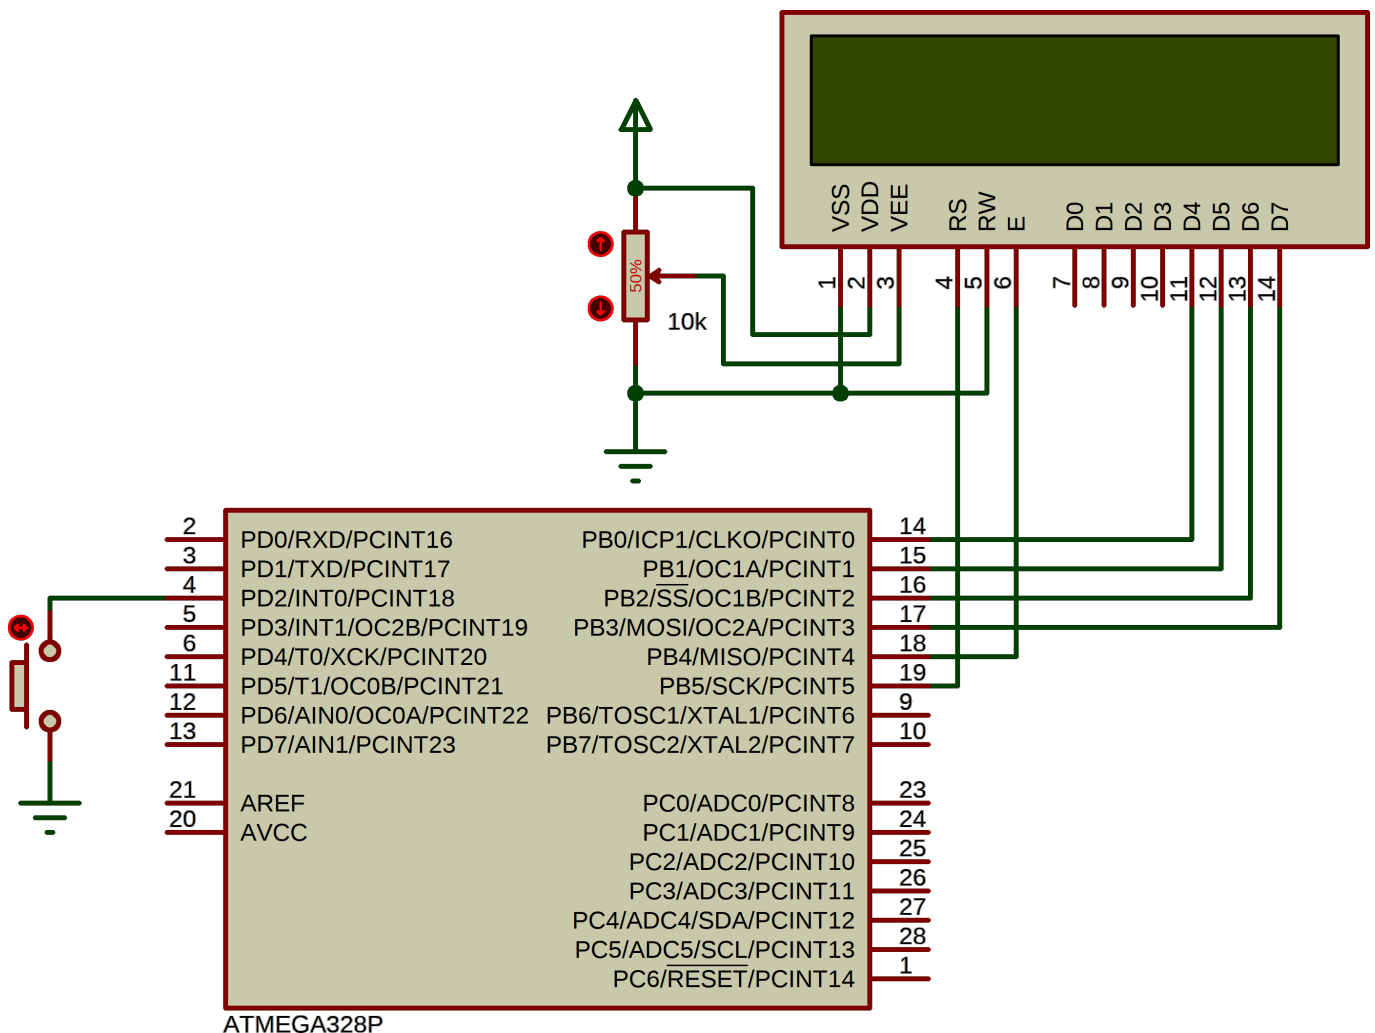 VSS
VDD
VEE
RS
RW
E
D0
D1
D2
D3
D4
D5
D6
D7
1
2
3
4
5
6
7
8
9
10
11
12
13
14
50%
10k
2 PD0/RXD/PCINT16
3 PD1/TXD/PCINT17
4 PD2/INT0/PCINT18
5 PD3/INT1/OC2B/PCINT19
6 PD4/T0/XCK/PCINT20
11 PD5/T1/OC0B/PCINT21
12 PD6/AIN0/OC0A/PCINT22
13 PD7/AIN1/PCINT23
21 AREF
20 AVCC
PB0/ICP1/CLKO/PCINT0 14
PB1/OC1A/PCINT1 15
PB2/SS/OC1B/PCINT2 16
PB3/MOSI/OC2A/PCINT3 17
PB4/MISO/PCINT4 18
PB5/SCK/PCINT5 19
PB6/TOSC1/XTAL1/PCINT6 9
PB7/TOSC2/XTAL2/PCINT7 10
PC0/ADC0/PCINT8 23
PC1/ADC1/PCINT9 24
PC2/ADC2/PCINT10 25
PC3/ADC3/PCINT11 26
PC4/ADC4/SDA/PCINT12 27
PC5/ADC5/SCL/PCINT13 28
PC6/RESET/PCINT14 1
ATMEGA328P